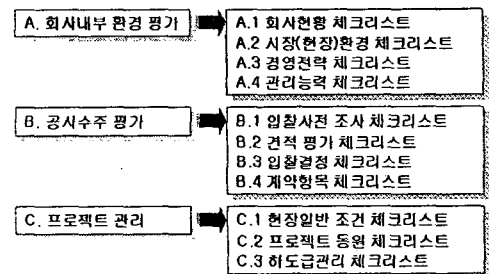 A. 회사내부 환경 평가
A.1 회사현황 체크리스트
A.2 시장(현장)환경 체크리스트
A.3 경영전략 체크리스트
A.4 관리능력 체크리스트
B. 공사수주 평가
B.1 입찰사전 조사 체크리스트
B.2 견적 평가 체크리스트
B.3 입찰결정 체크리스트
B.4 계약항목 체크리스트
C. 프로젝트 관리
C.1 현장일반 조건 체크리스트
C.2 프로젝트 동원 체크리스트
C.3 하도급관리 체크리스트